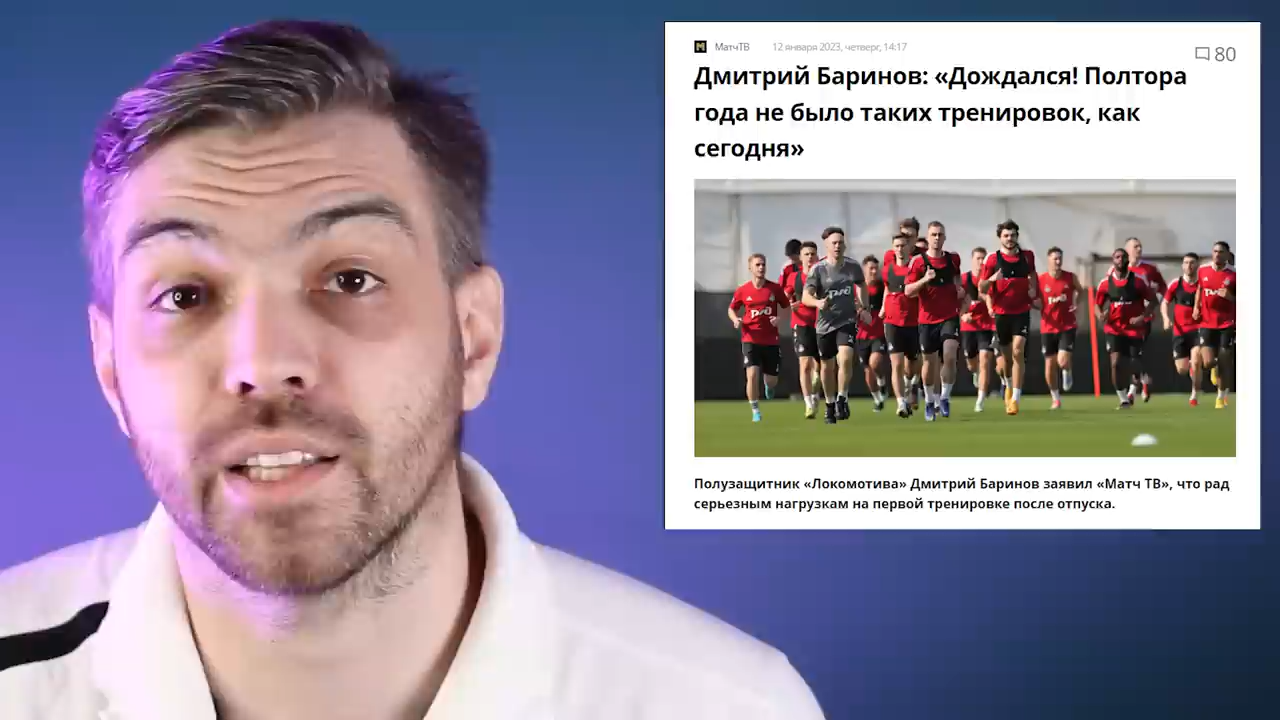 МатчТВ 12 января 2023, четверг, 14:17
80
Дмитрий Баринов: «Дождался! Полтора
года не было таких тренировок, как
сегодня»
Полузащитник «Локомотива» Дмитрий Баринов заявил «Матч ТВ», что рад
серьезным нагрузкам на первой тренировке после отпуска.